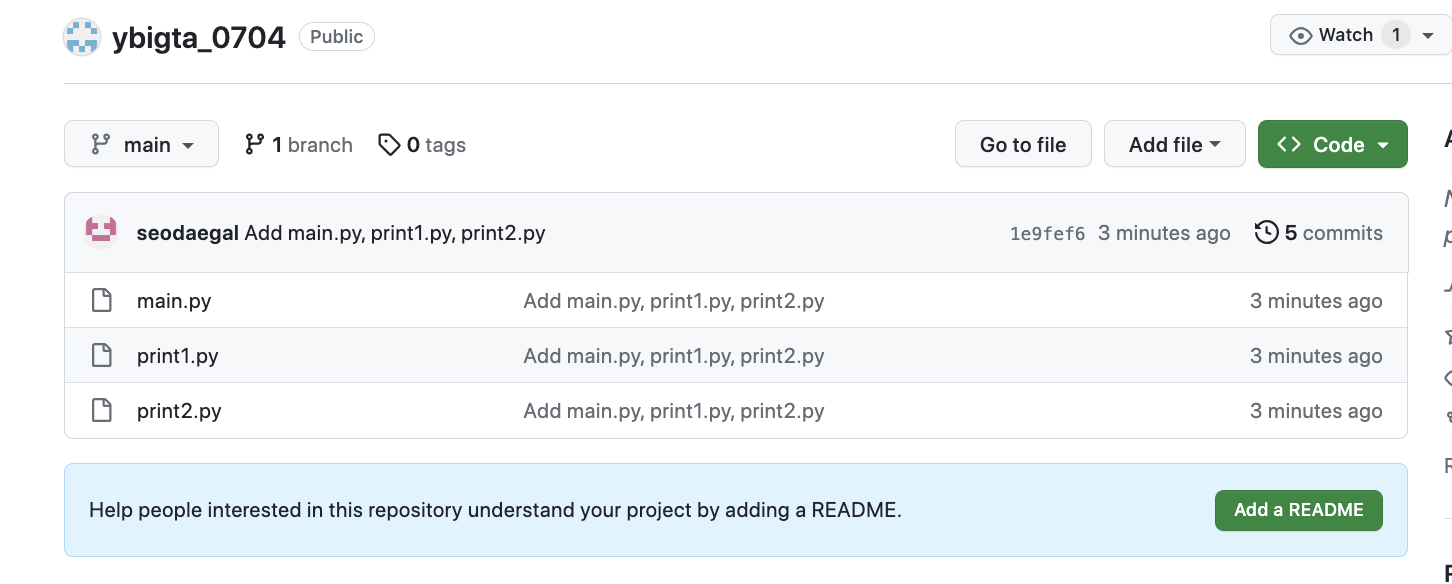 ybigta_0704 Public Watch 1
main 1 branch 0 tags Go to file Add file Code
seodaegal Add main.py, print1.py, print2.py 1e9fef6 3 minutes ago 5 commits
main.py Add main.py, print1.py, print2.py 3 minutes ago
print1.py Add main.py, print1.py, print2.py 3 minutes ago
print2.py Add main.py, print1.py, print2.py 3 minutes ago
Help people interested in this repository understand your project by adding a README. Add a README